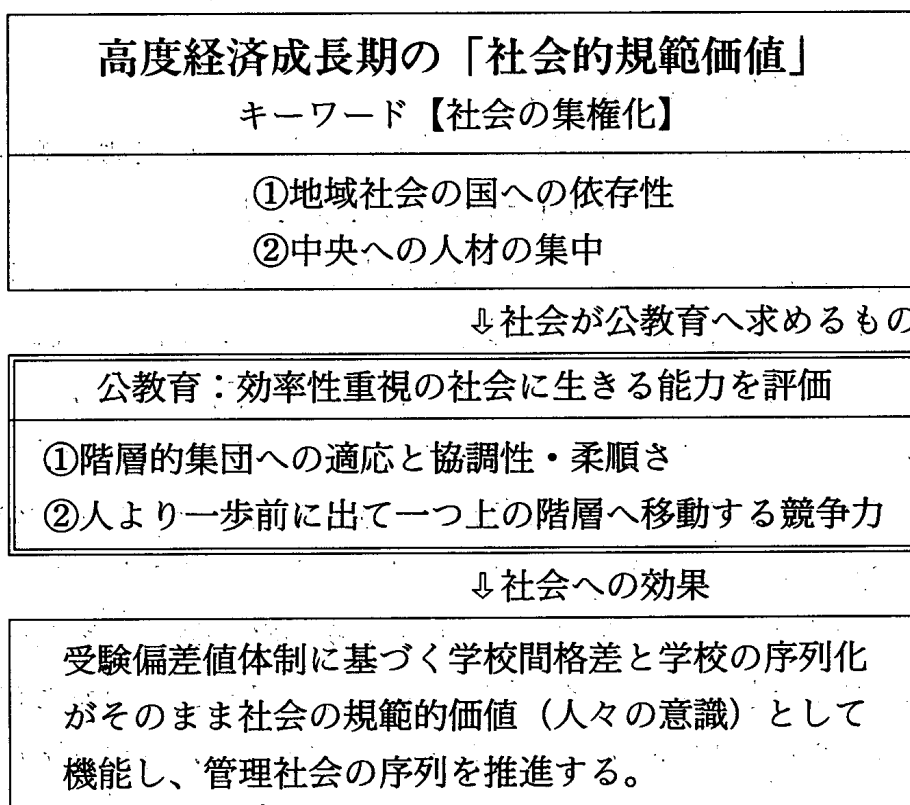 高度経済成長期の「社会的規範価値」
キーワード【社会の集権化】
①地域社会の国への依存性
②中央への人材の集中
⇩社会が公教育へ求めるもの
公教育：効率性重視の社会に生きる能力を評価
①階層的集団への適応と協調性・柔順さ
②人より一歩前に出て一つ上の階層へ移動する競争力
⇩社会への効果
受験偏差値体制に基づく学校間格差と学校の序列化
がそのまま社会の規範的価値（人々の意識）として
機能し、管理社会の序列を推進する。